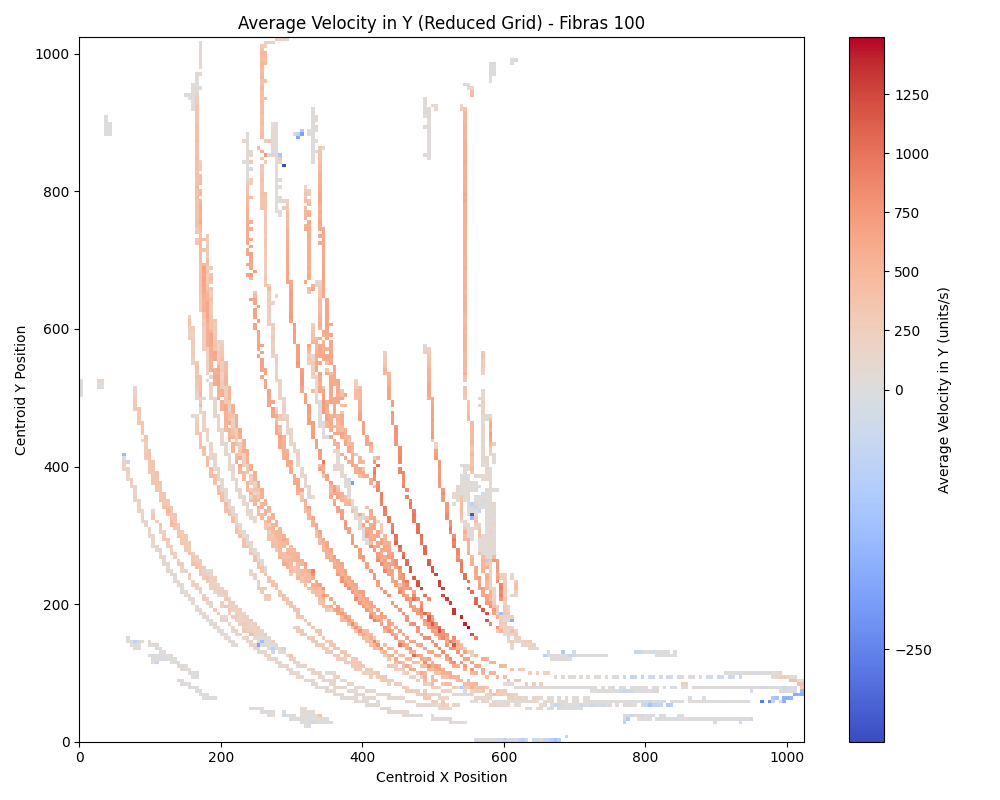 Average Velocity in Y (Reduced Grid) - Fibras 100
1000
800
600
400
200
0
Centroid Y Position
0 200 400 600 800 1000
Centroid X Position
1250
1000
750
500
250
0
−250
Average Velocity in Y (units/s)